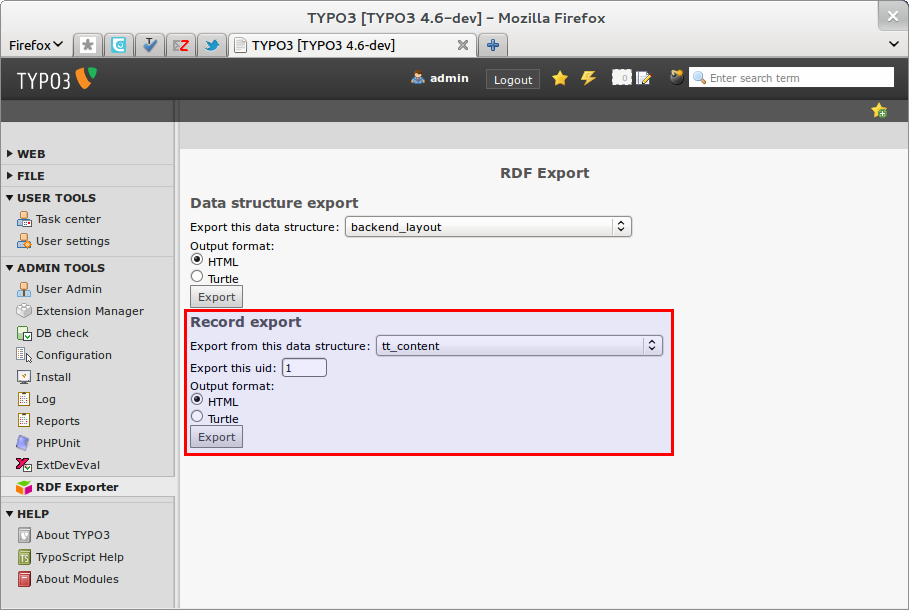 TYPO3 [TYPO3 4.6-dev] - Mozilla Firefox
Firefox
TYPO3 [TYPO3 4.6-dev]
TYPO3
admin
Logout
0
Enter search term
WEB
FILE
USER TOOLS
Task center
User settings
ADMIN TOOLS
User Admin
Extension Manager
DB check
Configuration
Install
Log
Reports
PHPUnit
ExtDevEval
RDF Exporter
HELP
About TYPO3
TypoScript Help
About Modules
RDF Export
Data structure export
Export this data structure: backend_layout
Output format:
HTML
Turtle
Export
Record export
Export from this data structure: tt_content
Export this uid: 1
Output format:
HTML
Turtle
Export